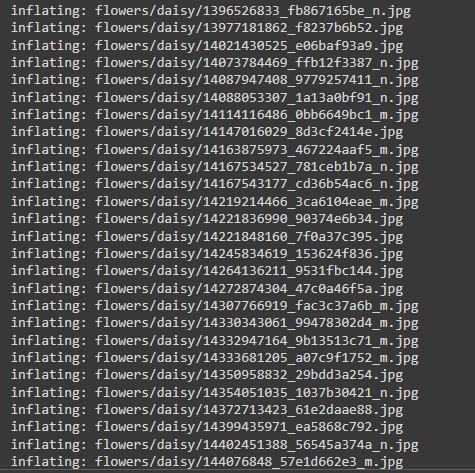 inflating: flowers/daisy/1396526833_fb867165be_n.jpg
inflating: flowers/daisy/13977181862_f8237b6b52.jpg
inflating: flowers/daisy/14021430525_e06baf93a9.jpg
inflating: flowers/daisy/14073784469_ffb12f3387_n.jpg
inflating: flowers/daisy/14087947408_9779257411_n.jpg
inflating: flowers/daisy/14088053307_1a13a0bf91_n.jpg
inflating: flowers/daisy/14114116486_0bb6649bc1_m.jpg
inflating: flowers/daisy/14147016029_8d3cf2414e.jpg
inflating: flowers/daisy/14163875973_467224aaf5_m.jpg
inflating: flowers/daisy/14167534527_781ceb1b7a_n.jpg
inflating: flowers/daisy/14167543177_cd36b54ac6_n.jpg
inflating: flowers/daisy/14219214466_3ca6104eae_m.jpg
inflating: flowers/daisy/14221836990_90374e6b34.jpg
inflating: flowers/daisy/14221848160_7f0a37c395.jpg
inflating: flowers/daisy/14245834619_153624f836.jpg
inflating: flowers/daisy/14264136211_9531fbc144.jpg
inflating: flowers/daisy/14272874304_47c0a46f5a.jpg
inflating: flowers/daisy/14307766919_fac3c37a6b_m.jpg
inflating: flowers/daisy/14330343061_99478302d4_m.jpg
inflating: flowers/daisy/14332947164_9b13513c71_m.jpg
inflating: flowers/daisy/14333681205_a07c9f1752_m.jpg
inflating: flowers/daisy/14350958832_29bdd3a254.jpg
inflating: flowers/daisy/14354051035_1037b30421_n.jpg
inflating: flowers/daisy/14372713423_61e2daae88.jpg
inflating: flowers/daisy/14399435971_ea5868c792.jpg
inflating: flowers/daisy/14402451388_56545a374a_n.jpg
inflating: flowers/daisy/144076848_57e1d662e3_m.jpg